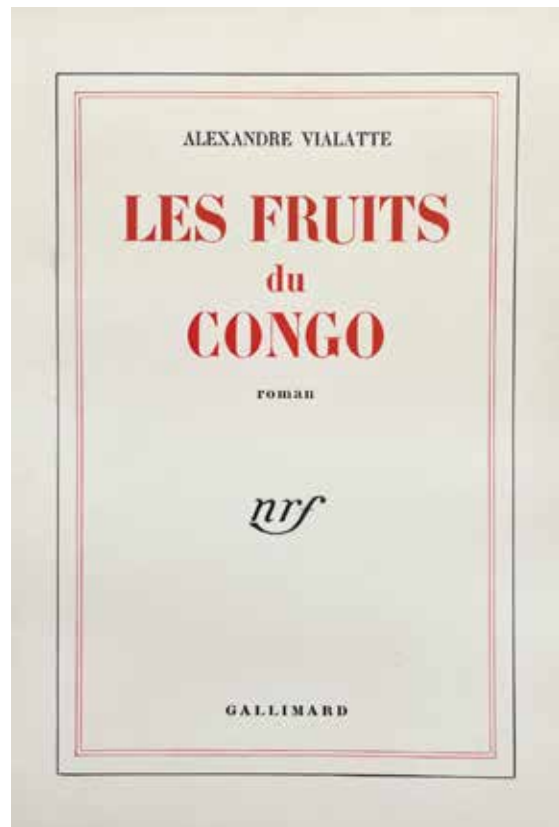 ALEXANDRE VIALATTE
LES FRUITS
du
CONGO
roman
nrf
GALLIMARD